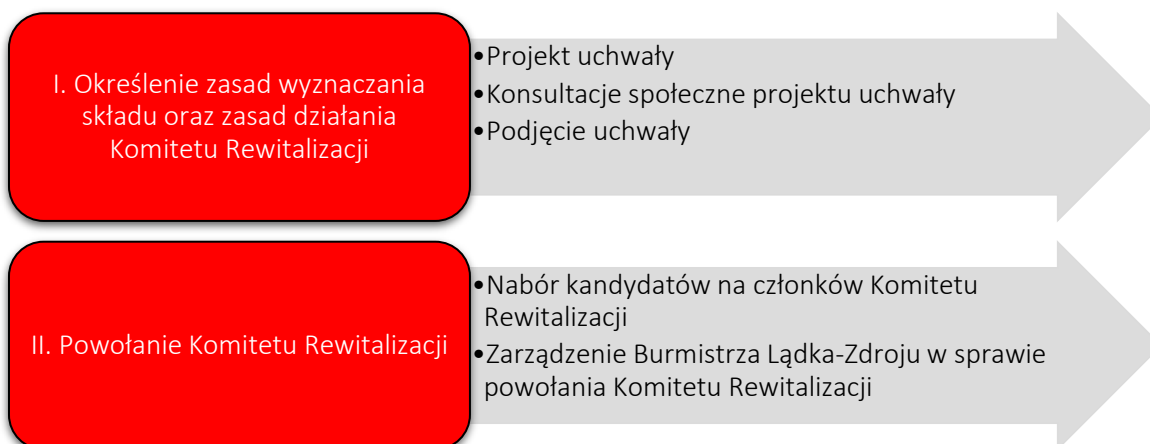 I. Określenie zasad wyznaczania
składu oraz zasad działania
Komitetu Rewitalizacji
•Projekt uchwały
•Konsultacje społeczne projektu uchwały
•Podjęcie uchwały
II. Powołanie Komitetu Rewitalizacji
•Nabór kandydatów na członków Komitetu
Rewitalizacji
•Zarządzenie Burmistrza Lądka-Zdroju w sprawie
powołania Komitetu Rewitalizacji